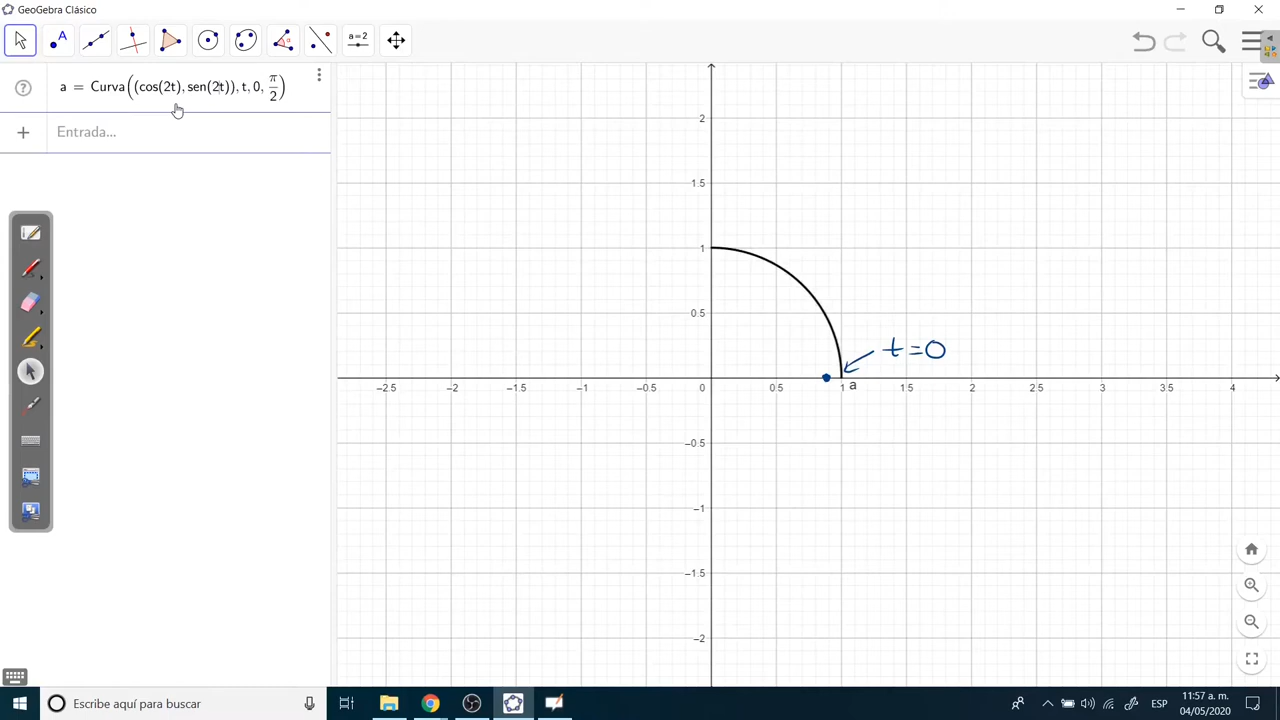 GeoGebra Clásico
A
a=2
a = Curva((cos(2t), sen(2t)), t, 0, π/2)
Entrada...
2
1.5
1
0.5
t=0
−2.5 −2 −1.5 −1 −0.5 0 0.5 1 1.5 2 2.5 3 3.5 4
a
−0.5
−1
−1.5
−2
Escribe aquí para buscar
ESP
11:57 a. m.
04/05/2020